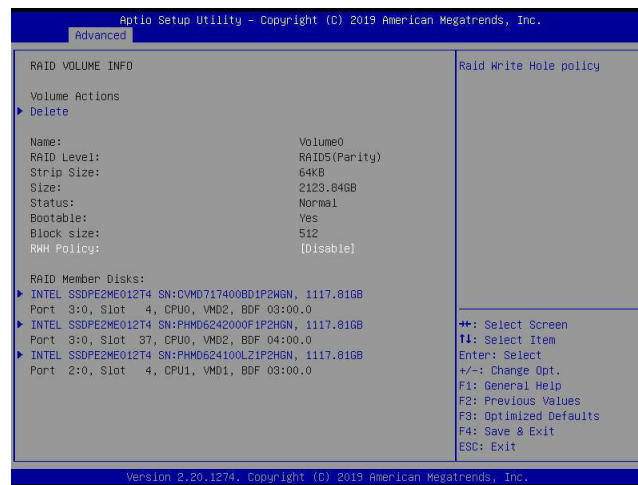 Aptio Setup Utility – Copyright (C) 2019 American Megatrends, Inc.
Advanced
RAID VOLUME INFO
Volume Actions
Delete
Name: Volume0
RAID Level: RAID5(Parity)
Strip Size: 64KB
Size: 2123.84GB
Status: Normal
Bootable: Yes
Block size: 512
RWH Policy: [Disable]
RAID Member Disks:
INTEL SSDPE2ME012T4 SN:CVMD717400BD1P2WGN, 1117.81GB
Port 3:0, Slot 4, CPU0, VMD2, BDF 03:00.0
INTEL SSDPE2ME012T4 SN:PHMD6242000F1P2HGN, 1117.81GB
Port 3:0, Slot 37, CPU0, VMD2, BDF 04:00.0
INTEL SSDPE2ME012T4 SN:PHMD624100LZ1P2HGN, 1117.81GB
Port 2:0, Slot 4, CPU1, VMD1, BDF 03:00.0
Raid Write Hole policy
→←: Select Screen
↑↓: Select Item
Enter: Select
+/-: Change Opt.
F1: General Help
F2: Previous Values
F3: Optimized Defaults
F4: Save & Exit
ESC: Exit
Version 2.20.1274. Copyright (C) 2019 American Megatrends, Inc.